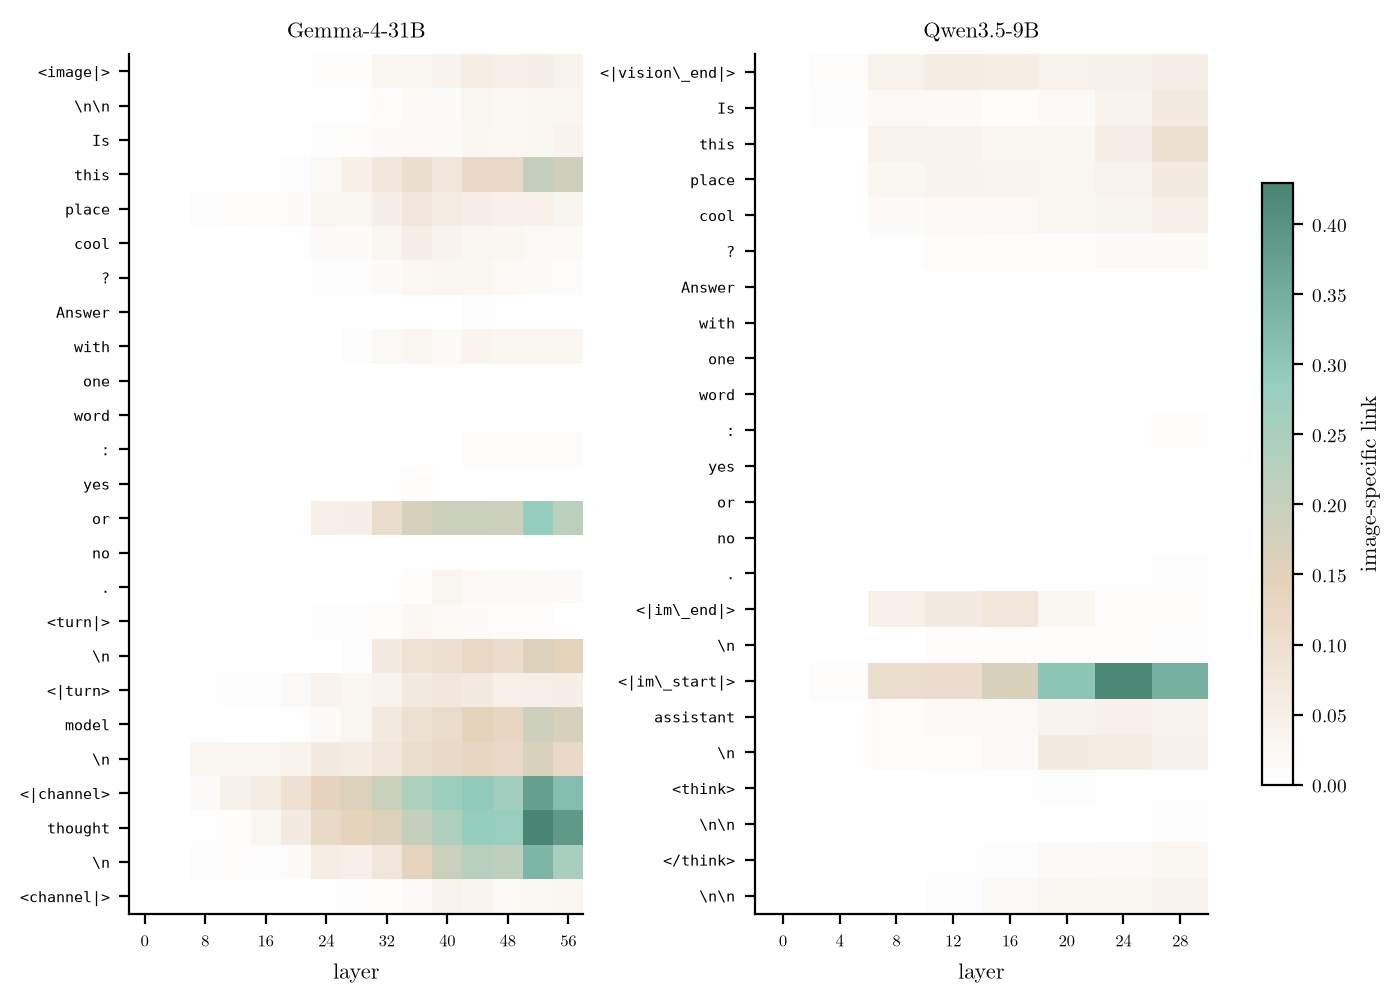 Gemma-4-31B
<image|>
\n\n
Is
this
place
cool
?
Answer
with
one
word
:
yes
or
no
.
<turn|>
\n
<|turn>
model
\n
<|channel>
thought
\n
<channel|>
0 8 16 24 32 40 48 56
layer
Qwen3.5-9B
<|vision\_end|>
Is
this
place
cool
?
Answer
with
one
word
:
yes
or
no
.
<|im\_end|>
\n
<|im\_start|>
assistant
\n
<think>
\n\n
</think>
\n\n
0 4 8 12 16 20 24 28
layer
0.40
0.35
0.30
0.25
0.20
0.15
0.10
0.05
0.00
image-specific link